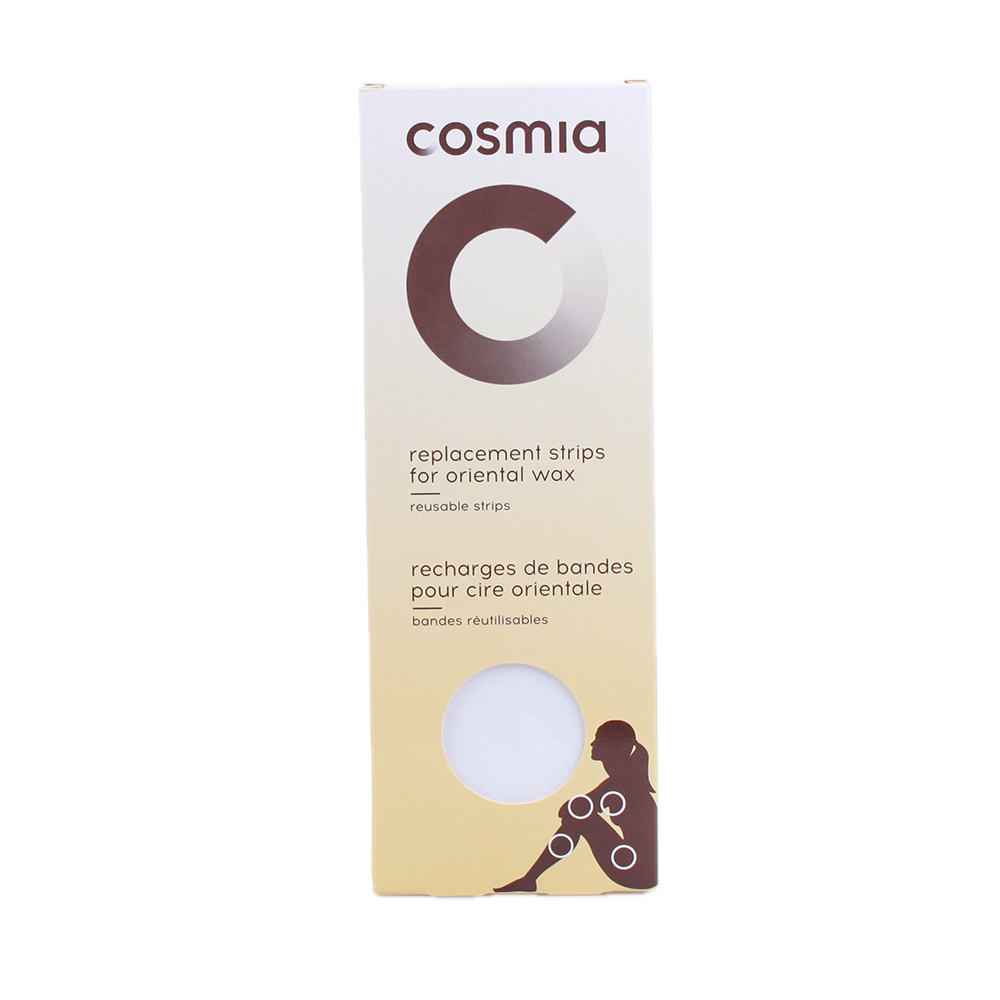 cosmia
replacement strips
for oriental wax
reusable strips
recharges de bandes
pour cire orientale
bandes réutilisables